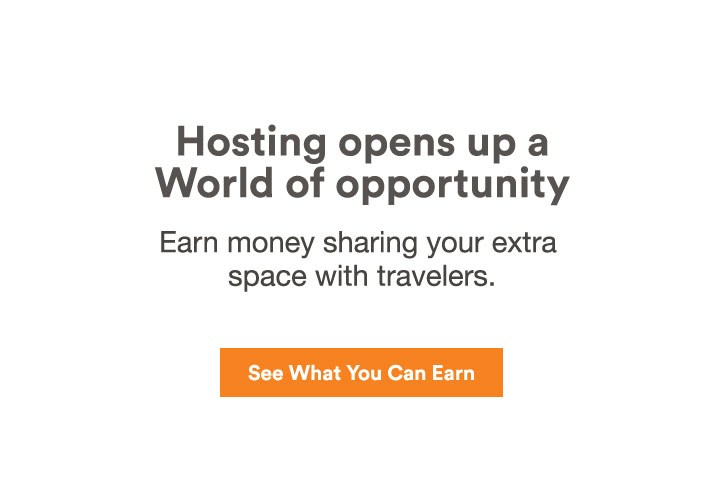 Hosting opens up a
World of opportunity
Earn money sharing your extra
space with travelers.
See What You Can Earn